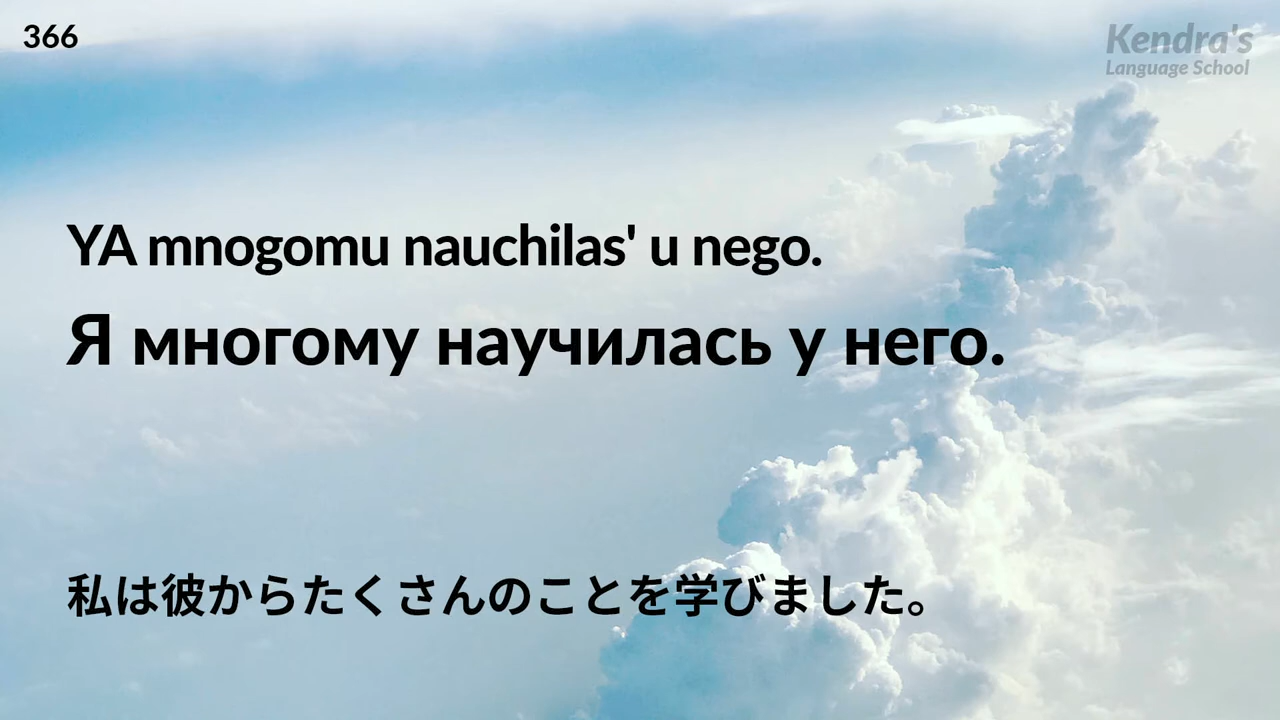 366
Kendra's
Language School
YA mnogomu nauchilas' u nego.
Я многому научилась у него.
私は彼からたくさんのことを学びました。